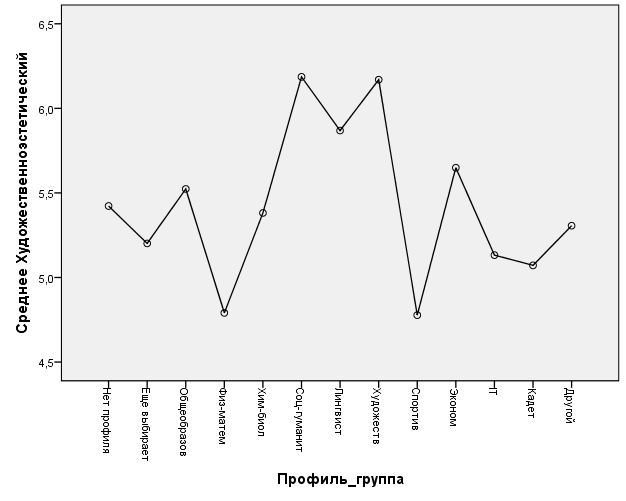 Среднее Художественноэстетический
6,5
6,0
5,5
5,0
4,5
Нет профиля
Еще выбирает
Общеобразов
Физ-матем
Хим-биол
Соц-гуманит
Лингвист
Художеств
Спортив
Эконом
IT
Кадет
Другой
Профиль_группа